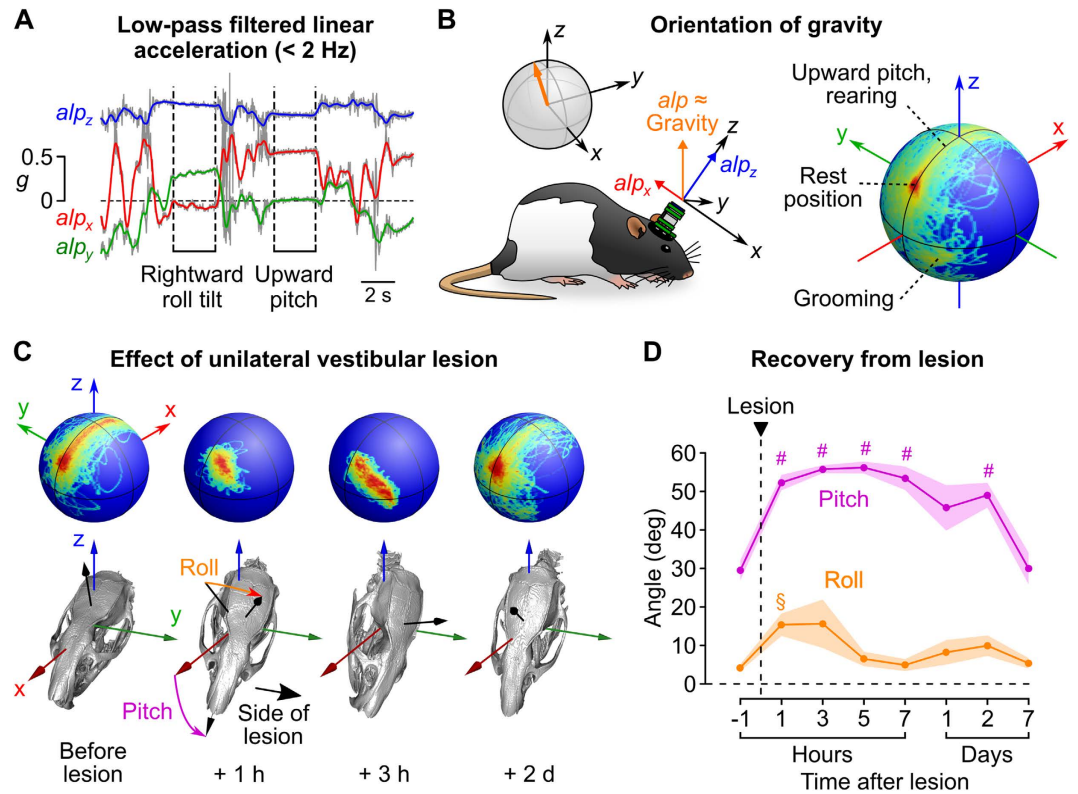 A
Low-pass filtered linear
acceleration (< 2 Hz)
alpz
0.5
g
0
alpx
alpy
Rightward
roll tilt
Upward
pitch
2 s
B
Orientation of gravity
z
y
x
alp ≈
Gravity
z
alpz
alpx
y
x
Upward pitch,
rearing
z
y
x
Rest
position
Grooming
C
Effect of unilateral vestibular lesion
z
y
x
z
Roll
y
x
Pitch
Side of
lesion
Before
lesion
+ 1 h
+ 3 h
+ 2 d
D
Recovery from lesion
Lesion
60
50
40
30
20
10
0
Angle (deg)
# # # # #
Pitch
Roll
§
-1 1 3 5 7 1 2 7
Hours Days
Time after lesion